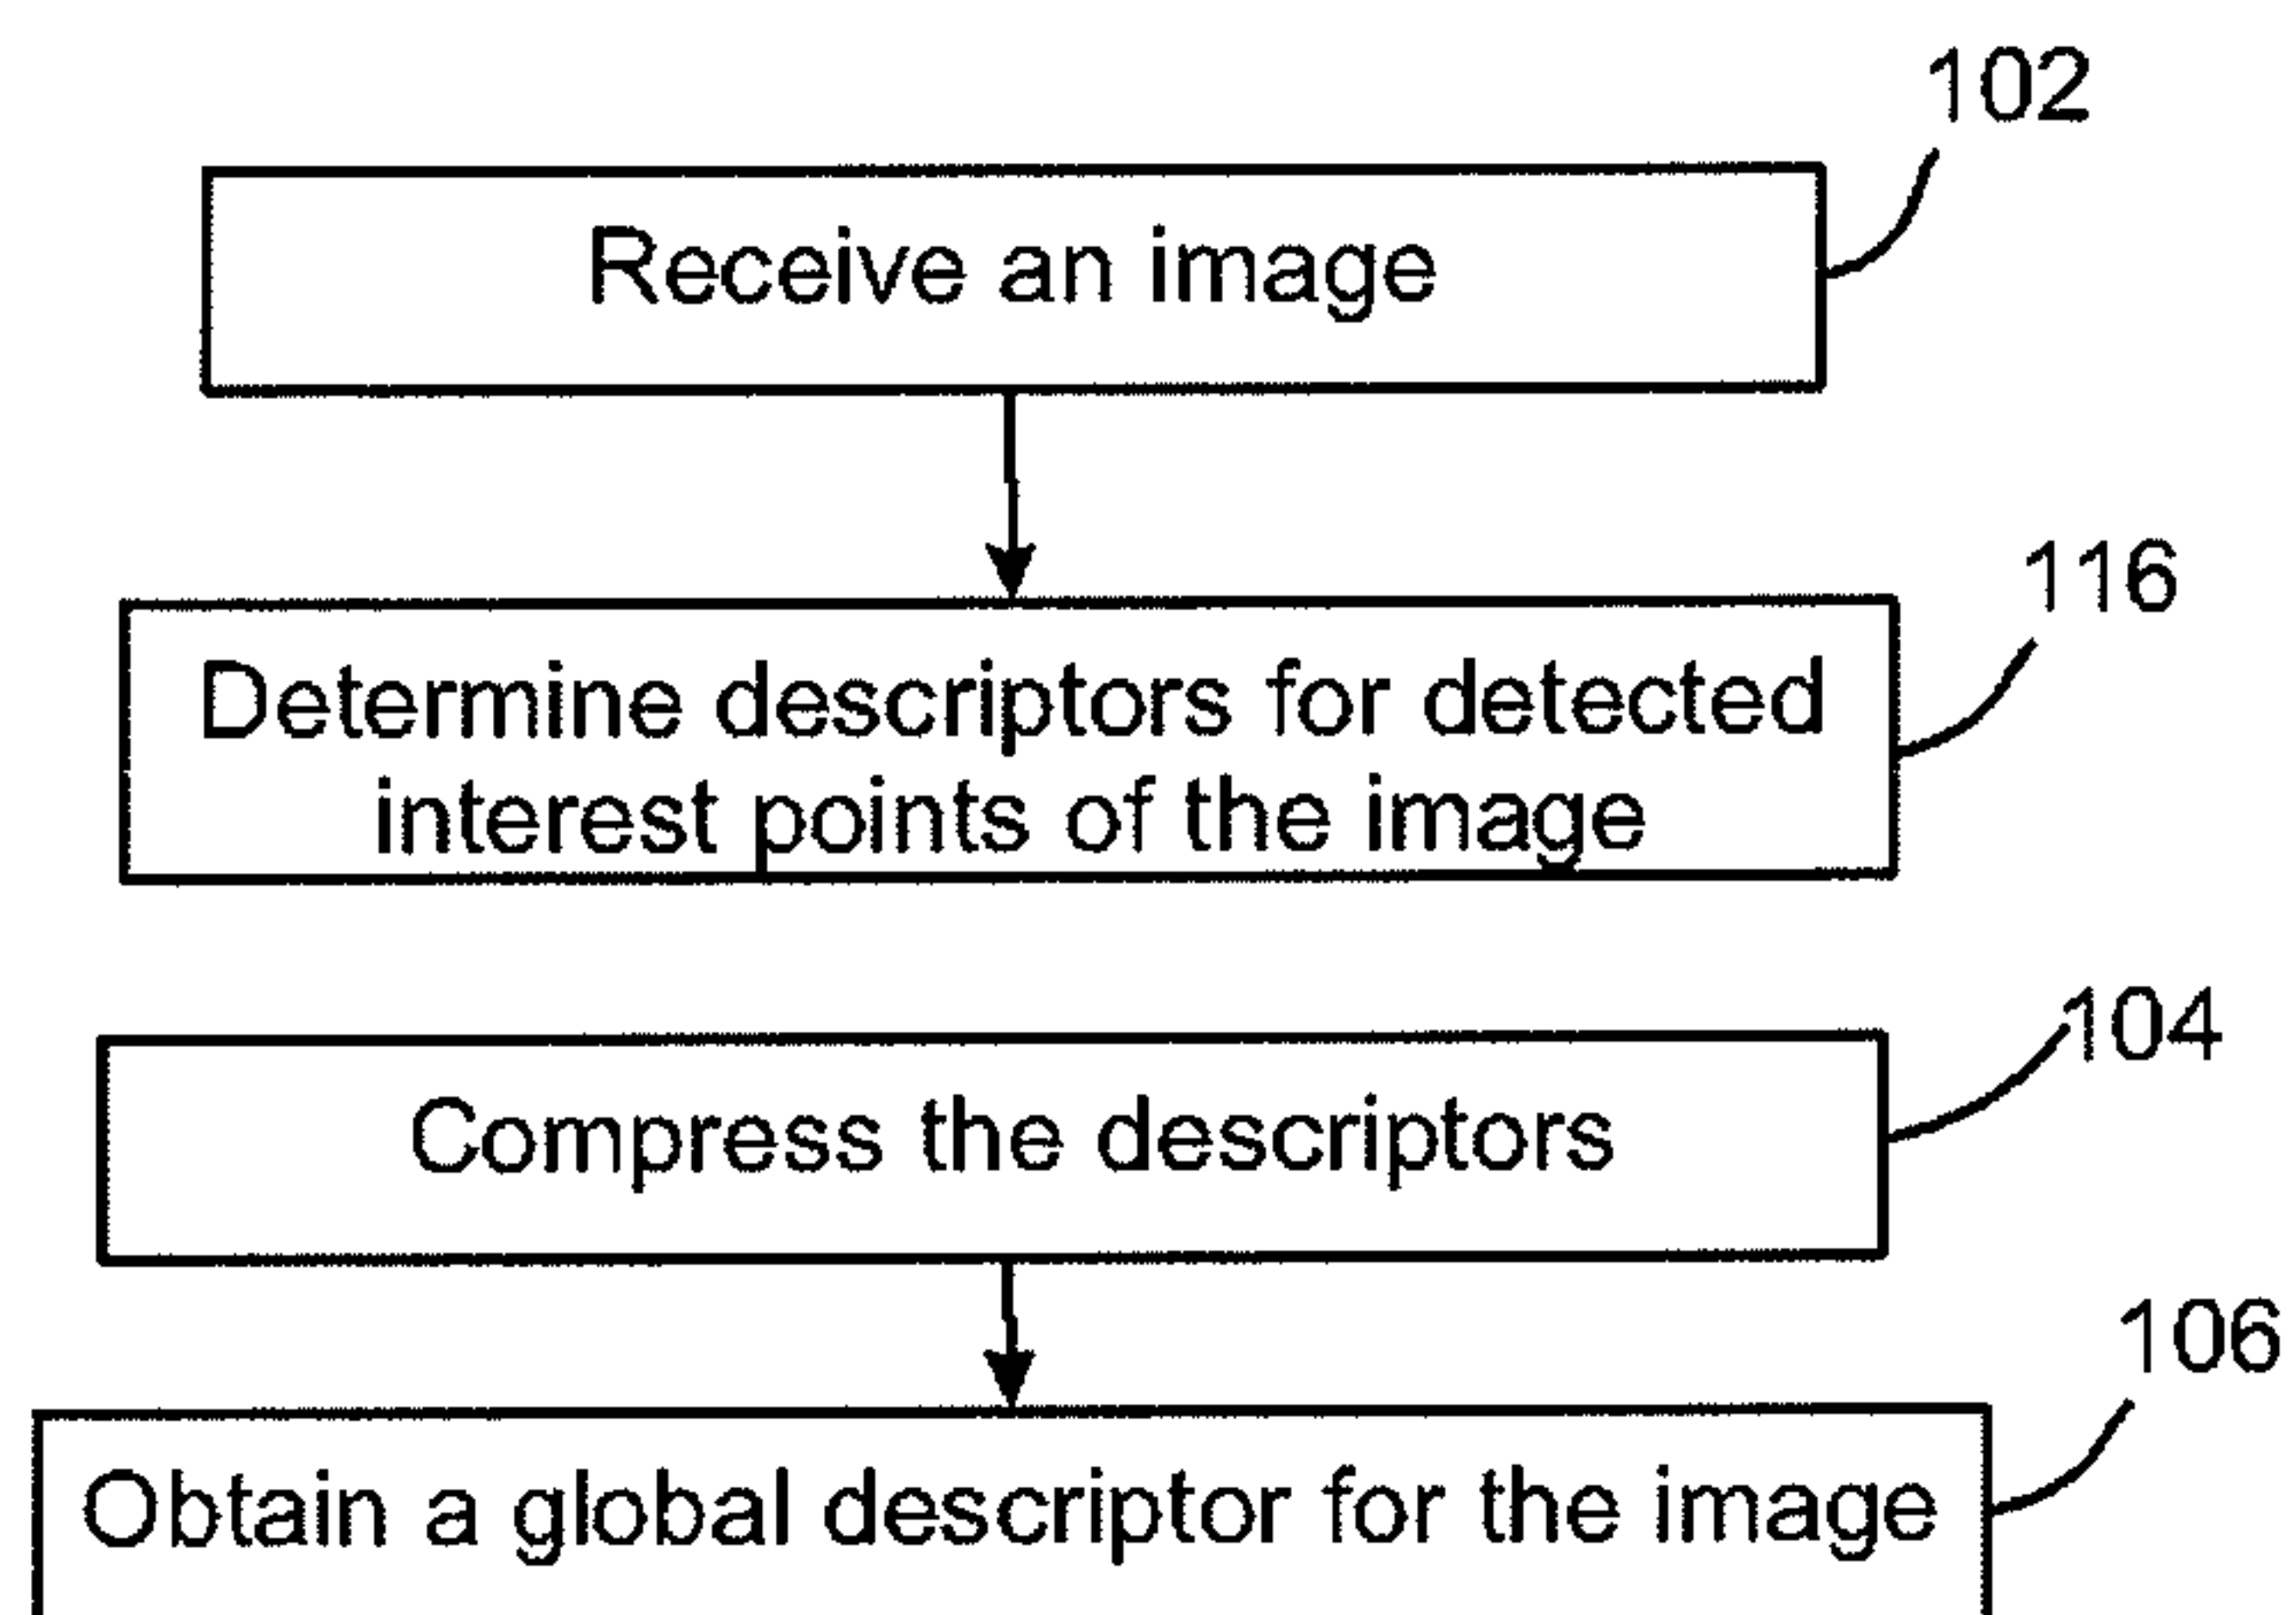 102
Receive an image
116
Determine descriptors for detected
interest points of the image
104
Compress the descriptors
106
Obtain a global descriptor for the image